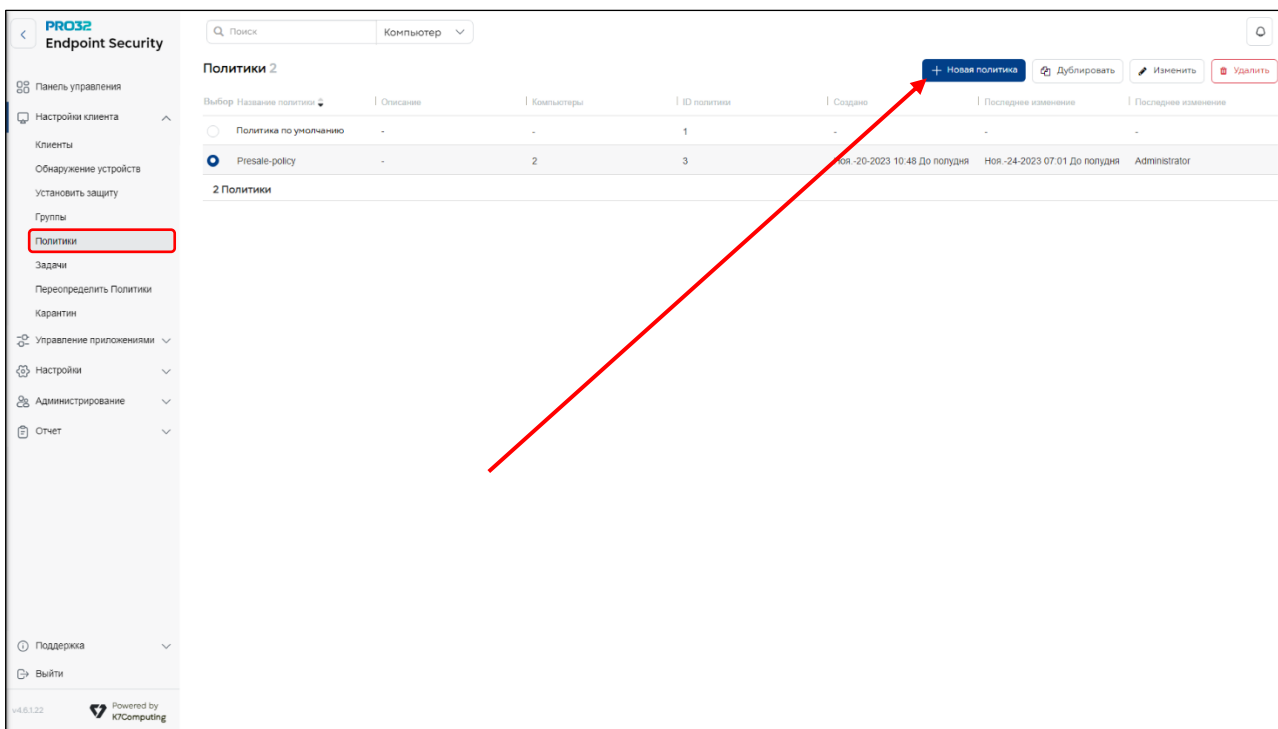 PRO32
Endpoint Security
Поиск
Компьютер
Политики 2
+ Новая политика
Дублировать
Изменить
Удалить
Выбор Название политики Описание Компьютеры ID политики Создано Последнее изменение Последнее изменение
Политика по умолчанию - - 1 - - -
Presale-policy - 2 3 Ноя.-20-2023 10:48 До полудня Ноя.-24-2023 07:01 До полудня Administrator
2 Политики
Панель управления
Настройки клиента
Клиенты
Обнаружение устройств
Установить защиту
Группы
Политики
Задачи
Переопределить Политики
Карантин
Управление приложениями
Настройки
Администрирование
Отчет
Поддержка
Выйти
v4.6.1.22
Powered by
K7Computing